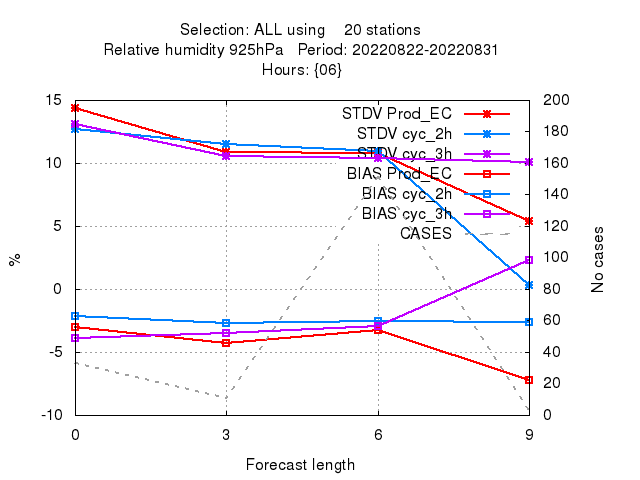 Selection: ALL using 20 stations
Relative humidity 925hPa Period: 20220822-20220831
Hours: {06}
STDV Prod_EC
STDV cyc_2h
STDV cyc_3h
BIAS Prod_EC
BIAS cyc_2h
BIAS cyc_3h
CASES
15
10
5
0
-5
-10
%
200
180
160
140
120
100
80
60
40
20
0
No cases
0 3 6 9
Forecast length